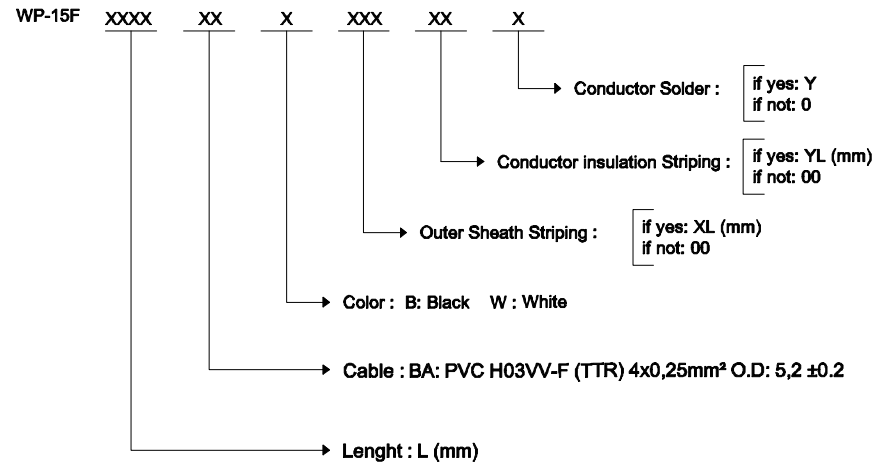 WP-15F XXXX XX X XXX XX X
Conductor Solder : if yes: Y
if not: 0
Conductor insulation Striping : if yes: YL (mm)
if not: 00
Outer Sheath Striping : if yes: XL (mm)
if not: 00
Color : B: Black W : White
Cable : BA: PVC H03VV-F (TTR) 4x0,25mm² O.D: 5,2 ±0.2
Lenght : L (mm)